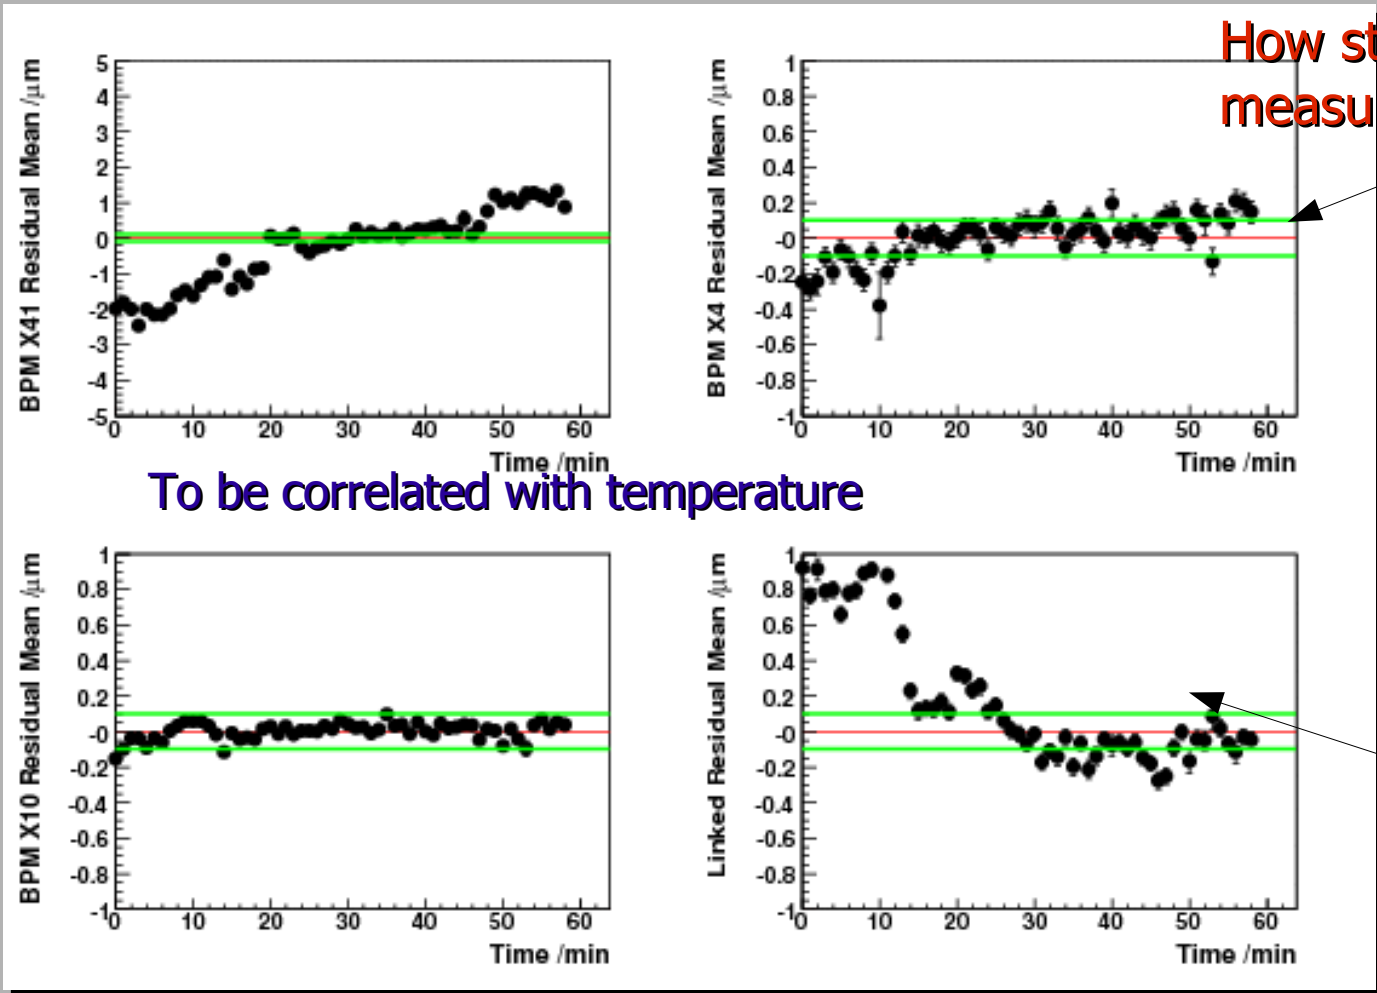 How st
measu
BPM X41 Residual Mean /μm
5
4
3
2
1
0
-1
-2
-3
-4
-5
0 10 20 30 40 50 60
Time /min
BPM X4 Residual Mean /μm
1
0.8
0.6
0.4
0.2
-0
-0.2
-0.4
-0.6
-0.8
-1
0 10 20 30 40 50 60
Time /min
To be correlated with temperature
BPM X10 Residual Mean /μm
1
0.8
0.6
0.4
0.2
-0
-0.2
-0.4
-0.6
-0.8
-1
0 10 20 30 40 50 60
Time /min
Linked Residual Mean /μm
1
0.8
0.6
0.4
0.2
-0
-0.2
-0.4
-0.6
-0.8
-1
0 10 20 30 40 50 60
Time /min